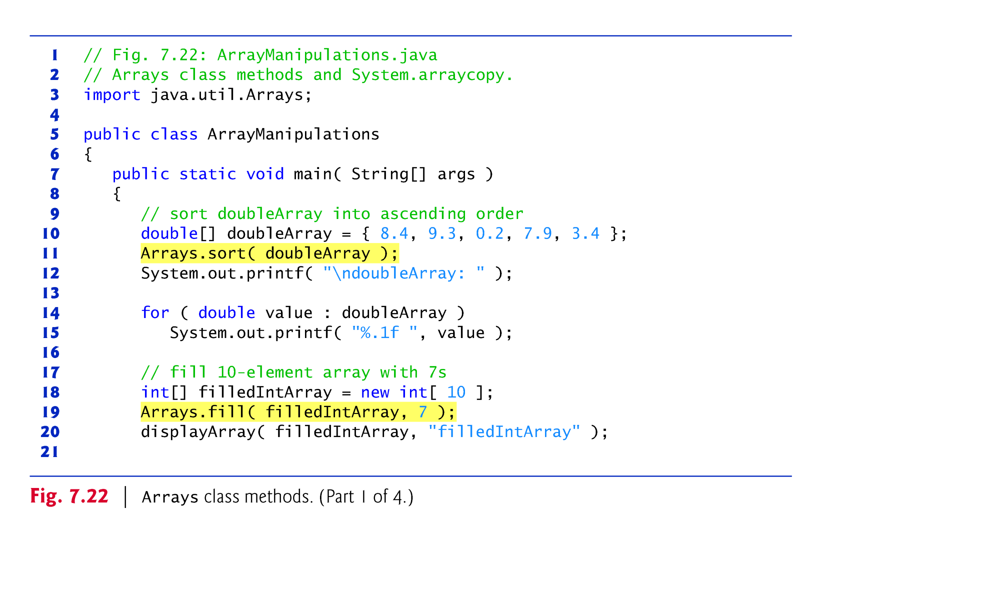 1 // Fig. 7.22: ArrayManipulations.java
2 // Arrays class methods and System.arraycopy.
3 import java.util.Arrays;
4
5 public class ArrayManipulations
6 {
7    public static void main( String[] args )
8    {
9       // sort doubleArray into ascending order
10       double[] doubleArray = { 8.4, 9.3, 0.2, 7.9, 3.4 };
11       Arrays.sort( doubleArray );
12       System.out.printf( "\ndoubleArray: " );
13
14       for ( double value : doubleArray )
15          System.out.printf( "%.1f ", value );
16
17       // fill 10-element array with 7s
18       int[] filledIntArray = new int[ 10 ];
19       Arrays.fill( filledIntArray, 7 );
20       displayArray( filledIntArray, "filledIntArray" );
21
Fig. 7.22 | Arrays class methods. (Part 1 of 4.)